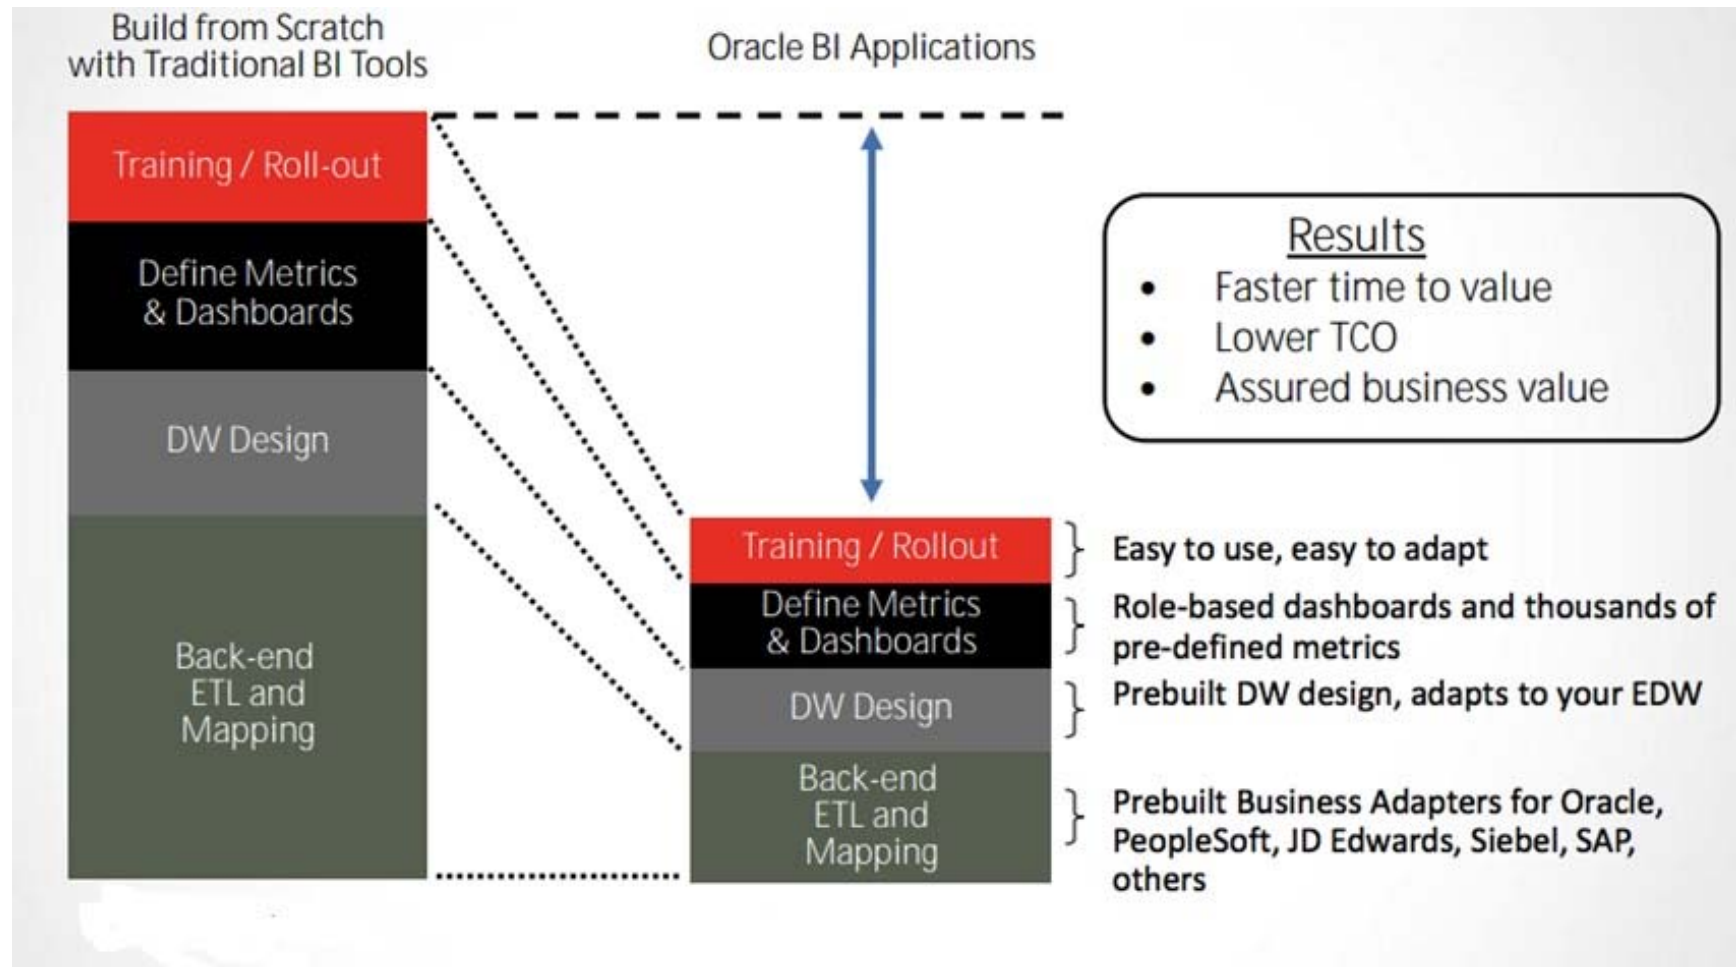 Build from Scratch
with Traditional BI Tools
Training / Roll-out
Define Metrics
& Dashboards
DW Design
Back-end
ETL and
Mapping
Oracle BI Applications
Training / Rollout
Define Metrics
& Dashboards
DW Design
Back-end
ETL and
Mapping
Results
• Faster time to value
• Lower TCO
• Assured business value
Easy to use, easy to adapt
Role-based dashboards and thousands of
pre-defined metrics
Prebuilt DW design, adapts to your EDW
Prebuilt Business Adapters for Oracle,
PeopleSoft, JD Edwards, Siebel, SAP,
others